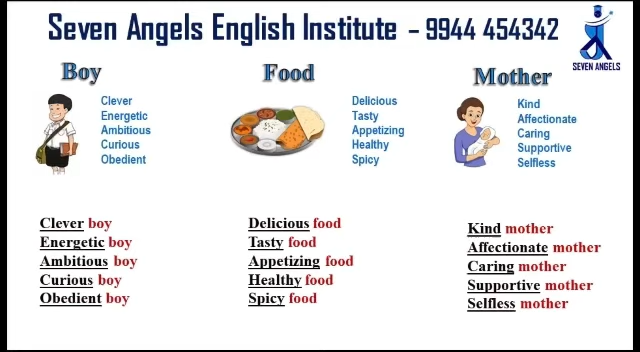 Seven Angels English Institute – 9944 454342
SEVEN ANGELS
Boy
Clever
Energetic
Ambitious
Curious
Obedient
Food
Delicious
Tasty
Appetizing
Healthy
Spicy
Mother
Kind
Affectionate
Caring
Supportive
Selfless
Clever boy
Energetic boy
Ambitious boy
Curious boy
Obedient boy
Delicious food
Tasty food
Appetizing food
Healthy food
Spicy food
Kind mother
Affectionate mother
Caring mother
Supportive mother
Selfless mother